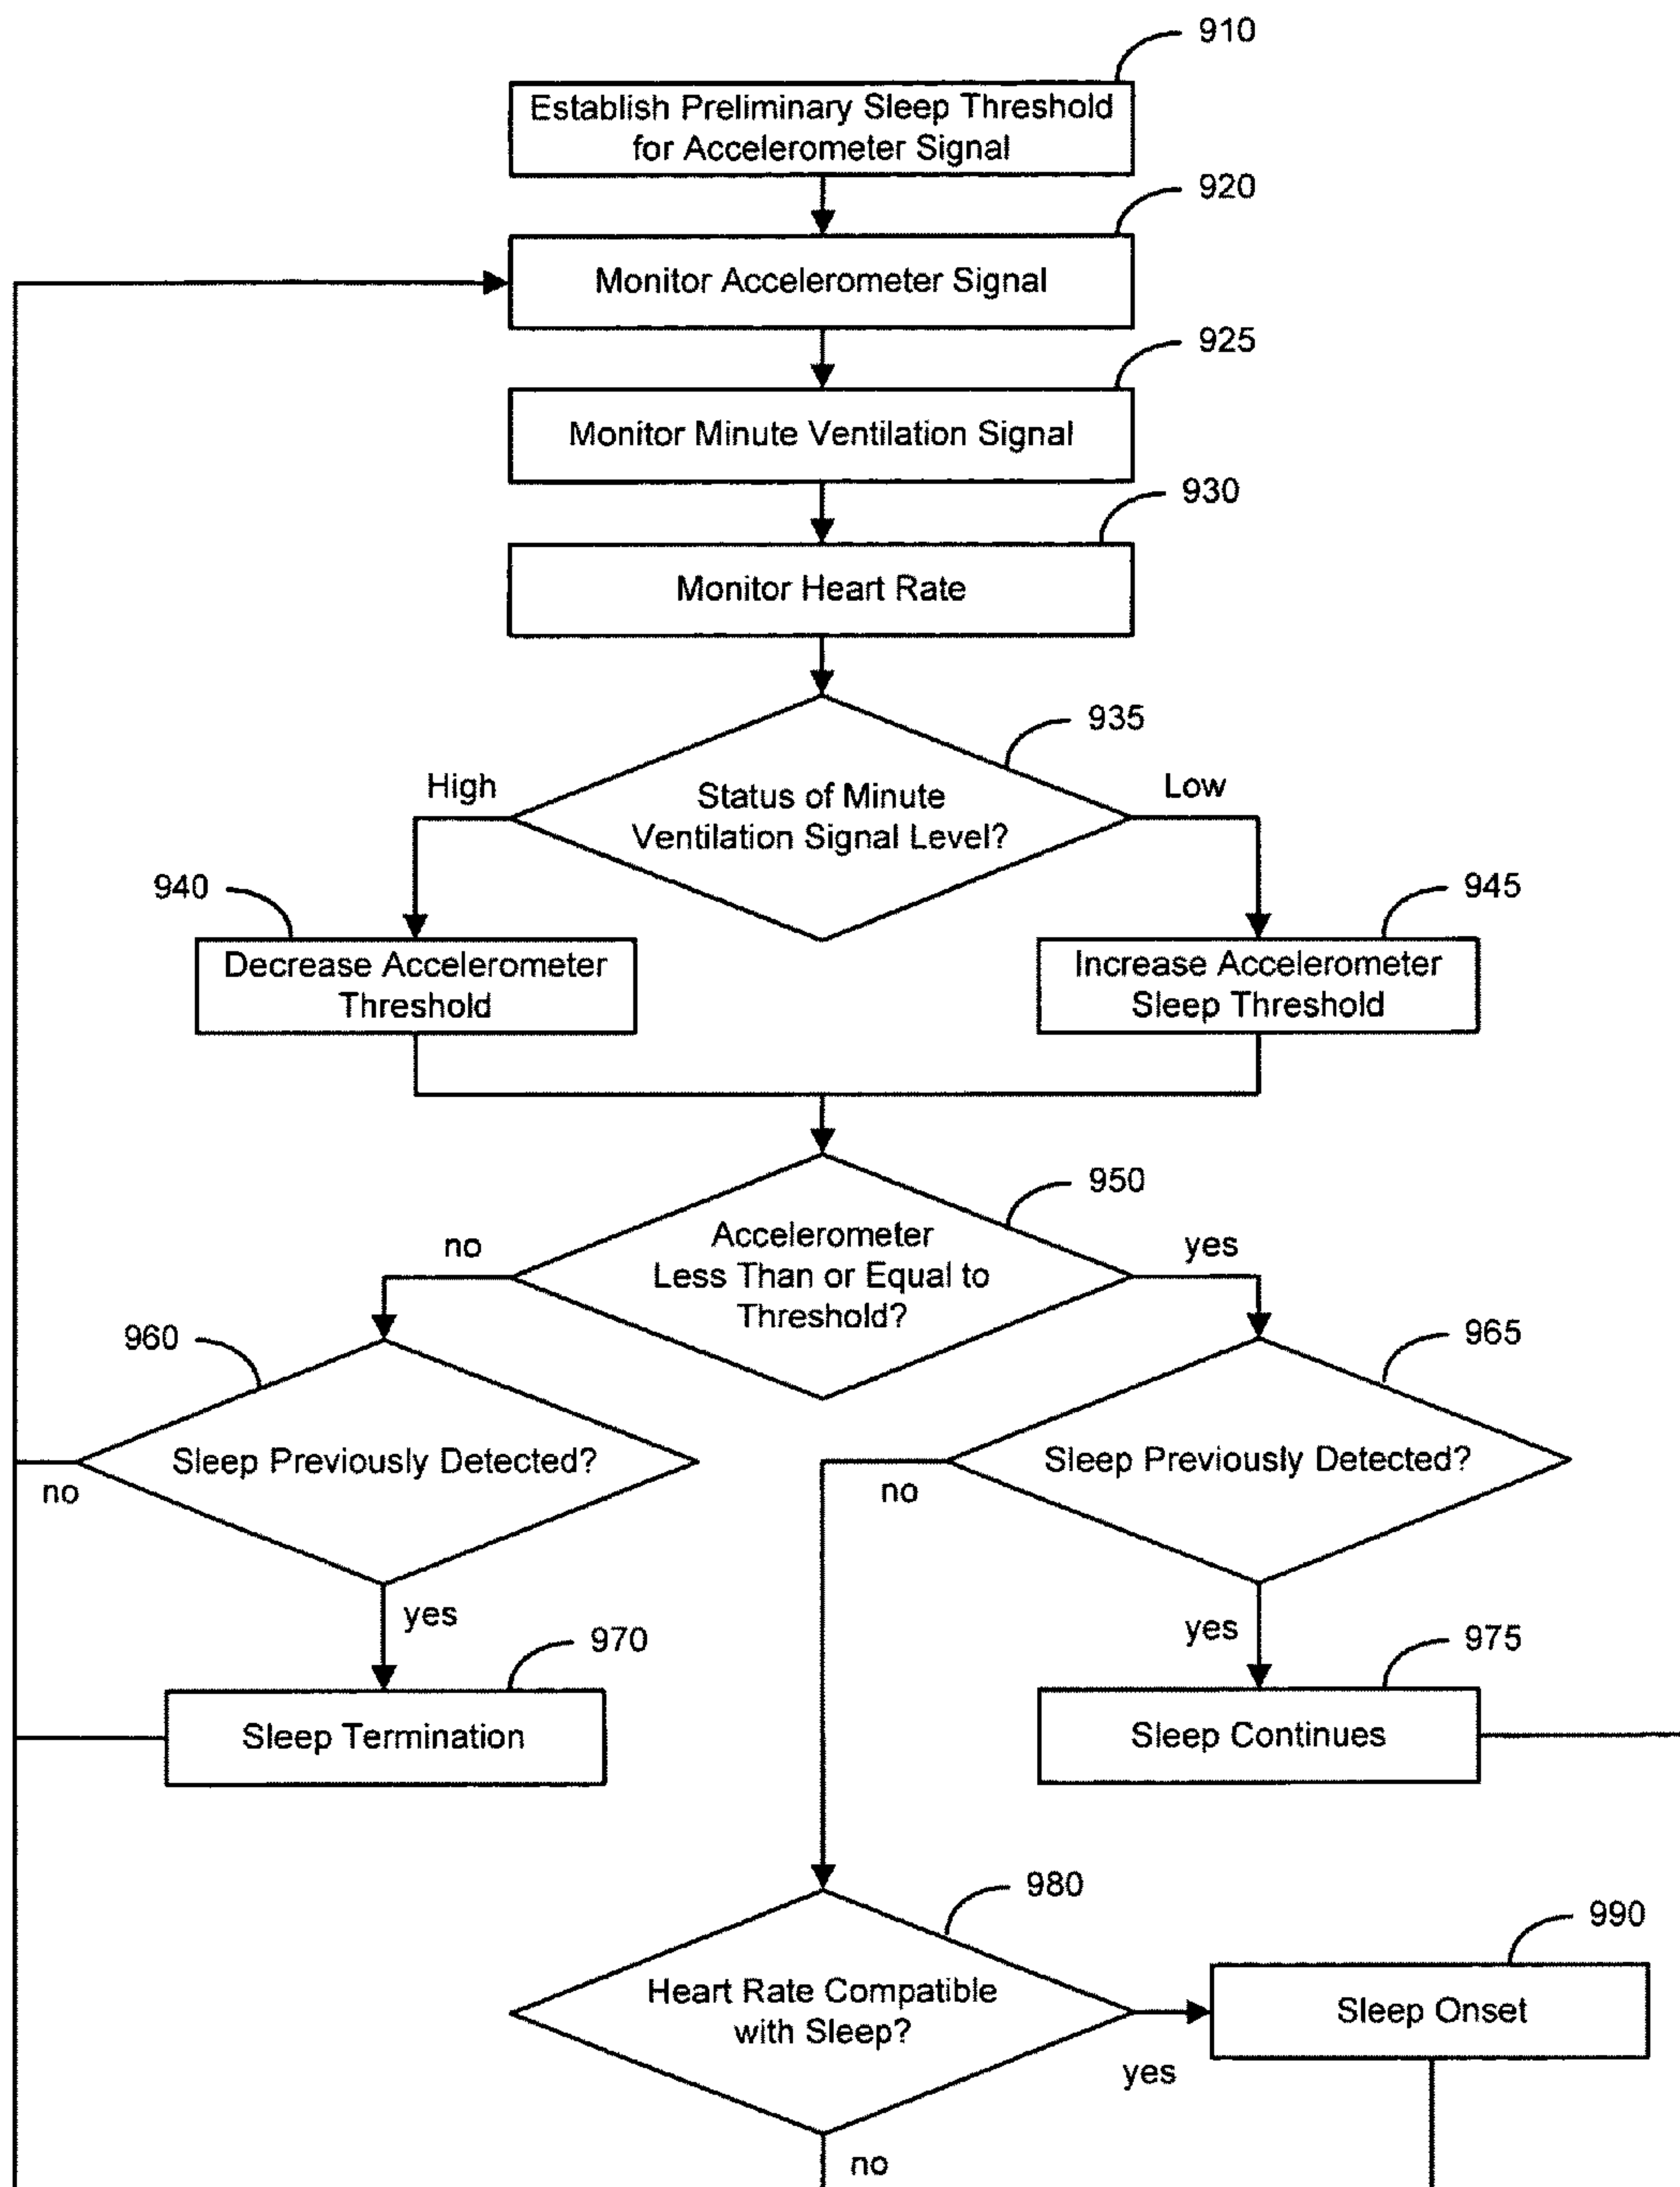 910
Establish Preliminary Sleep Threshold
for Accelerometer Signal
920
Monitor Accelerometer Signal
925
Monitor Minute Ventilation Signal
930
Monitor Heart Rate
935
High
Status of Minute
Ventilation Signal Level?
Low
940
945
Decrease Accelerometer
Threshold
Increase Accelerometer
Sleep Threshold
950
no
Accelerometer
Less Than or Equal to
Threshold?
yes
960
965
Sleep Previously Detected?
no
Sleep Previously Detected?
no
yes
970
yes
975
Sleep Termination
Sleep Continues
980
990
Heart Rate Compatible
with Sleep?
Sleep Onset
yes
no